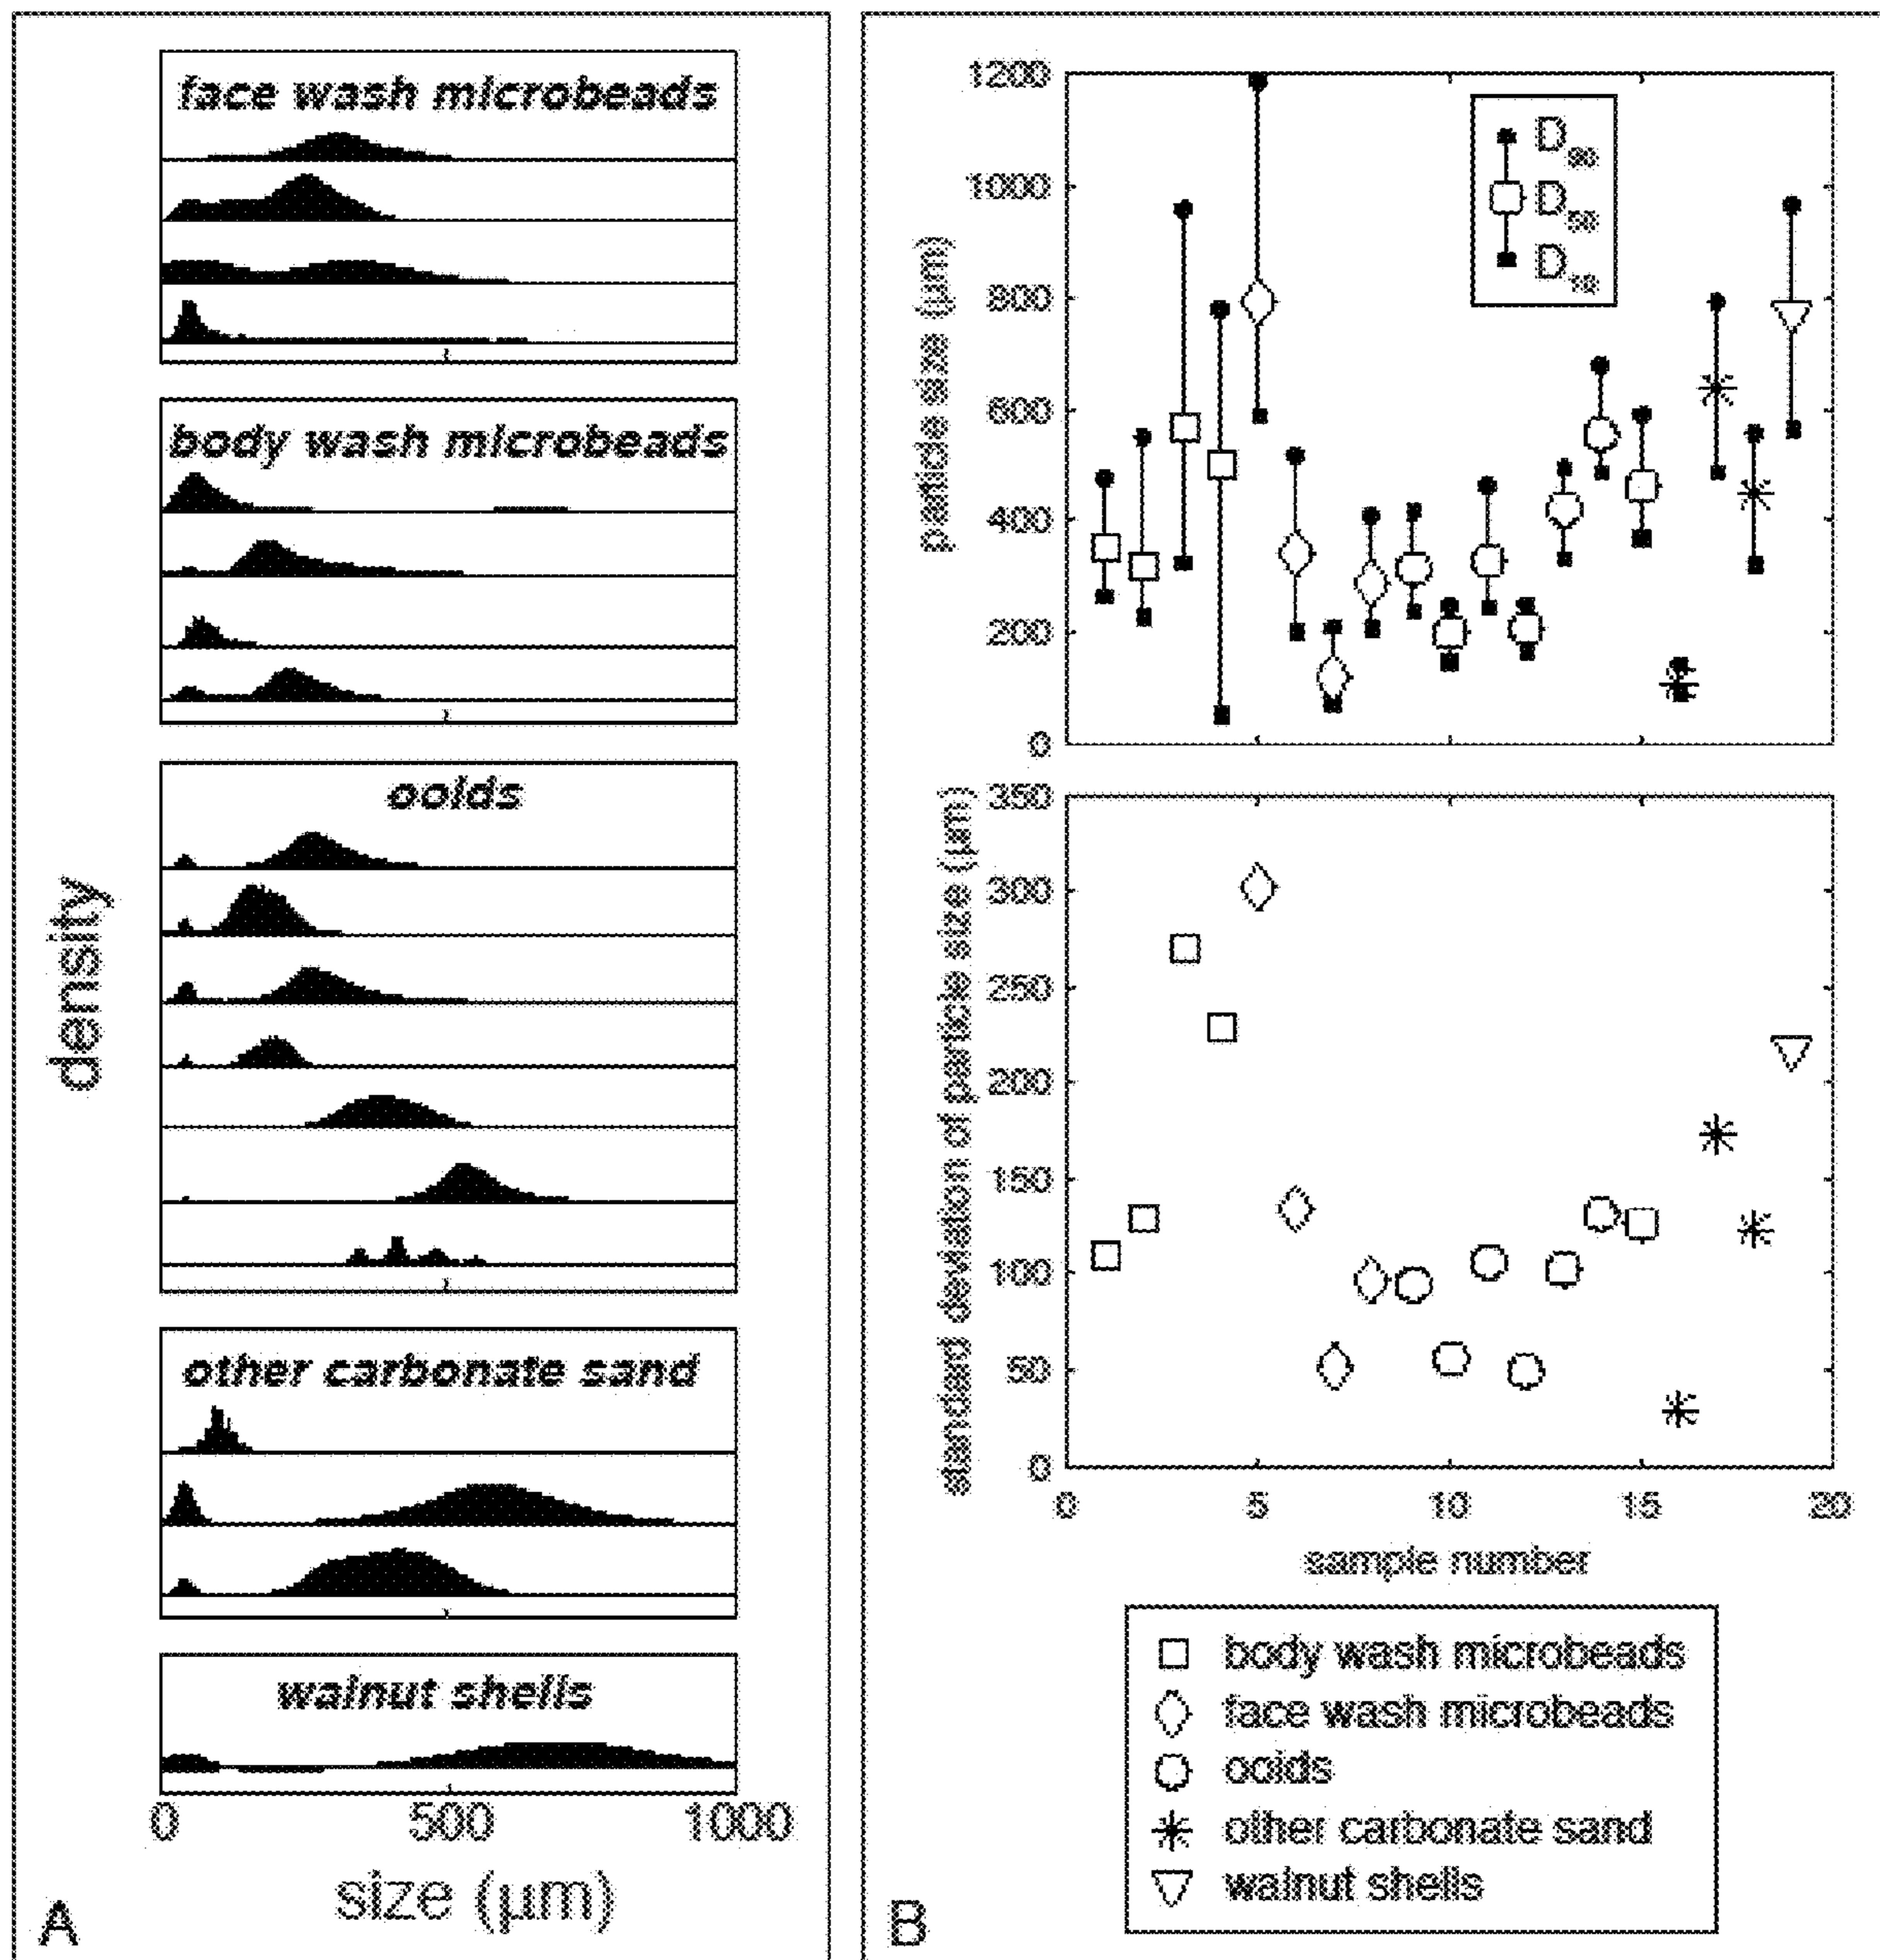 face wash microbeads
body wash microbeads
ooids
other carbonate sand
walnut shells
density
0 500 1000
size (μm)
A
1200
1000
800
600
400
200
0
particle size (μm)
D90
D50
D10
350
300
250
200
150
100
50
0
standard deviation of particle size (μm)
0 5 10 15 20
sample number
body wash microbeads
face wash microbeads
ooids
other carbonate sand
walnut shells
B